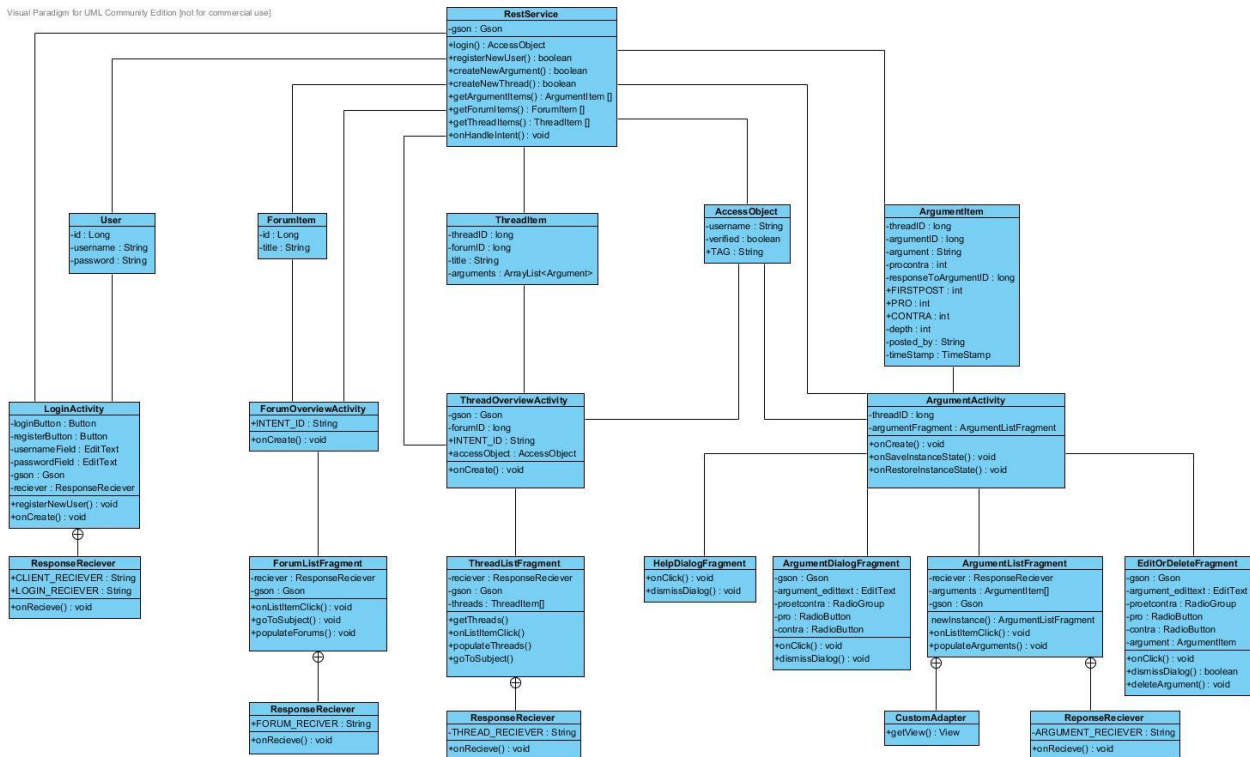 Visual Paradigm for UML Community Edition [not for commercial use]
RestService
-gson : Gson
+login() : AccessObject
+registerNewUser() : boolean
+createNewArgument() : boolean
+createNewThread() : boolean
+getArgumentItems() : ArgumentItem []
+getForumItems() : ForumItem []
+getThreadItems() : ThreadItem []
+onHandleIntent() : void
User
-id : Long
-username : String
-password : String
ForumItem
-id : Long
-title : String
ThreadItem
-threadID : long
-forumID : long
-title : String
-arguments : ArrayList<Argument>
AccessObject
-username : String
-verified : boolean
+TAG : String
ArgumentItem
-threadID : long
-argumentID : long
-argument : String
-procontra : int
-responseToArgumentID : long
+FIRSTPOST : int
+PRO : int
+CONTRA : int
-depth : int
-posted_by : String
-timeStamp : TimeStamp
LoginActivity
-loginButton : Button
-registerButton : Button
-usernameField : EditText
-passwordField : EditText
-gson : Gson
-reciever : ResponseReciever
+registerNewUser() : void
+onCreate() : void
ForumOverviewActivity
+INTENT_ID : String
+onCreate() : void
ThreadOverviewActivity
-gson : Gson
-forumID : long
+INTENT_ID : String
+accessObject : AccessObject
+onCreate() : void
ArgumentActivity
-threadID : long
-argumentFragment : ArgumentListFragment
+onCreate() : void
+onSaveInstanceState() : void
+onRestoreInstanceState() : void
ResponseReciever
+CLIENT_RECIEVER : String
+LOGIN_RECIEVER : String
+onRecieve() : void
ForumListFragment
-reciever : ResponseReciever
-gson : Gson
+onListItemClick() : void
+goToSubject() : void
+populateForums() : void
ThreadListFragment
-reciever : ResponseReciever
-gson : Gson
-threads : ThreadItem[]
+getThreads()
+onListItemClick()
+populateThreads()
+goToSubject()
HelpDialogFragment
+onClick() : void
+dismissDialog() : void
ArgumentDialogFragment
-gson : Gson
-argument_edittext : EditText
-proetcontra : RadioGroup
-pro : RadioButton
-contra : RadioButton
+onClick() : void
+dismissDialog() : void
ArgumentListFragment
-reciever : ResponseReciever
-arguments : ArgumentItem[]
-gson : Gson
newInstance() : ArgumentListFragment
+onListItemClick() : void
+populateArguments() : void
EditOrDeleteFragment
-gson : Gson
-argument_edittext : EditText
-proetcontra : RadioGroup
-pro : RadioButton
-contra : RadioButton
-argument : ArgumentItem
+onClick() : void
+dismissDialog() : boolean
+deleteArgument() : void
ResponseReciever
+FORUM_RECIVER : String
+onRecieve() : void
ResponseReciever
-THREAD_RECIEVER : String
+onRecieve() : void
CustomAdapter
+getView() : View
ReponseReciever
-ARGUMENT_RECIEVER : String
+onRecieve() : void